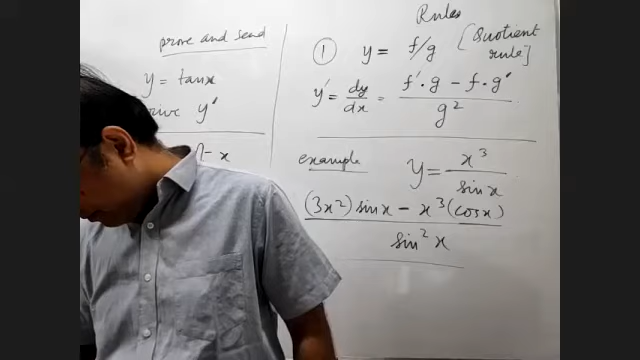 prove and send
y = tanx
y'
- x
Rules
① y = f/g [Quotient rule]
y' = dy/dx = (f'·g - f·g')/g²
example y = x³/sinx
(3x²) sinx - x³(cosx)
sin²x